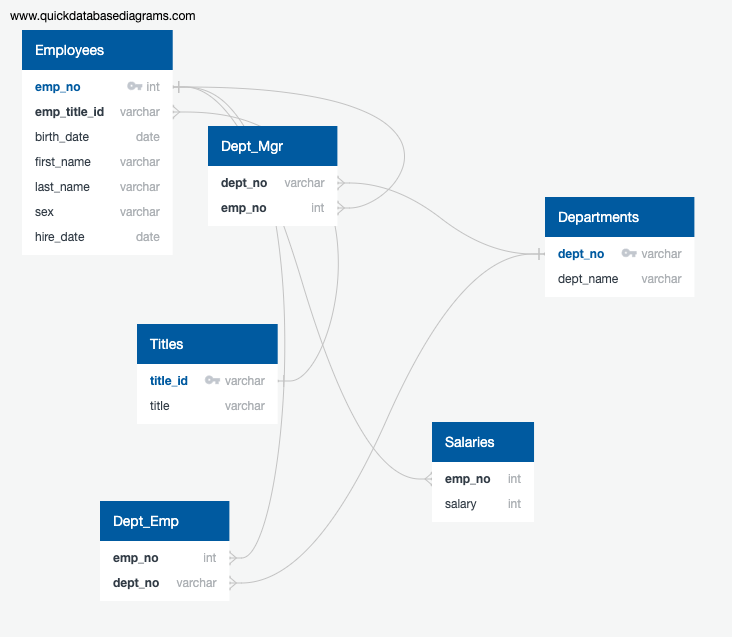 www.quickdatabasediagrams.com
Employees
emp_no int
emp_title_id varchar
birth_date date
first_name varchar
last_name varchar
sex varchar
hire_date date
Dept_Mgr
dept_no varchar
emp_no int
Departments
dept_no varchar
dept_name varchar
Titles
title_id varchar
title varchar
Salaries
emp_no int
salary int
Dept_Emp
emp_no int
dept_no varchar